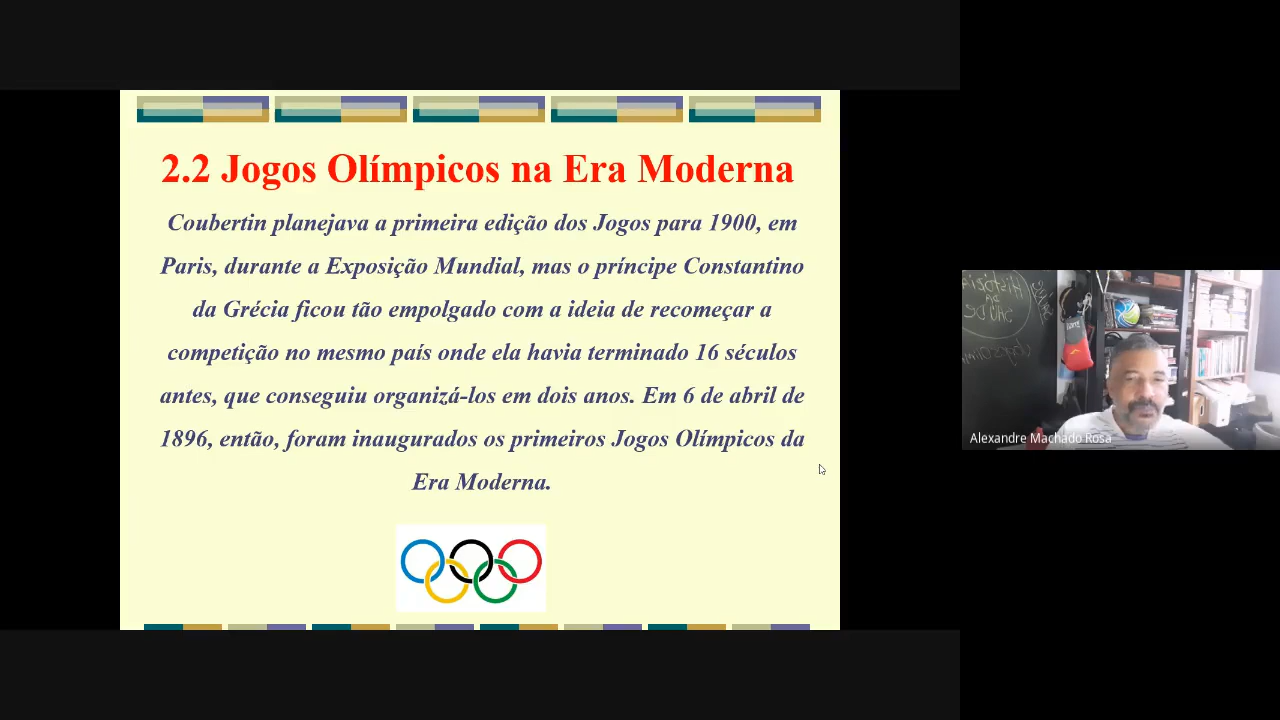 2.2 Jogos Olímpicos na Era Moderna
Coubertin planejava a primeira edição dos Jogos para 1900, em
Paris, durante a Exposição Mundial, mas o príncipe Constantino
da Grécia ficou tão empolgado com a ideia de recomeçar a
competição no mesmo país onde ela havia terminado 16 séculos
antes, que conseguiu organizá-los em dois anos. Em 6 de abril de
1896, então, foram inaugurados os primeiros Jogos Olímpicos da
Era Moderna.
História
DA
SAÚDE
Alexandre Machado Rosa